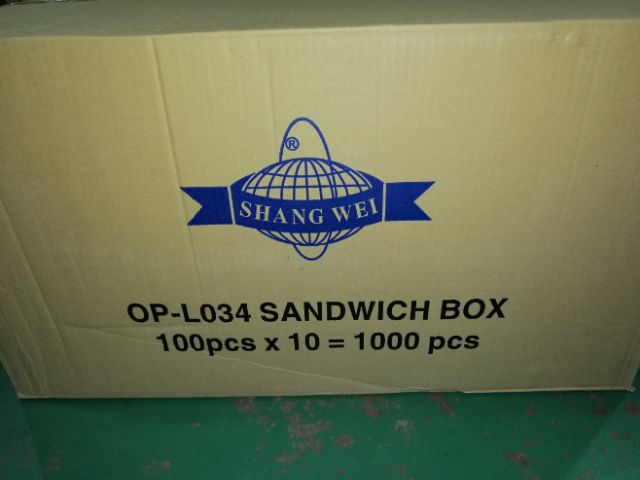 ®
SHANG WEI
OP-L034 SANDWICH BOX
100pcs x 10 = 1000 pcs